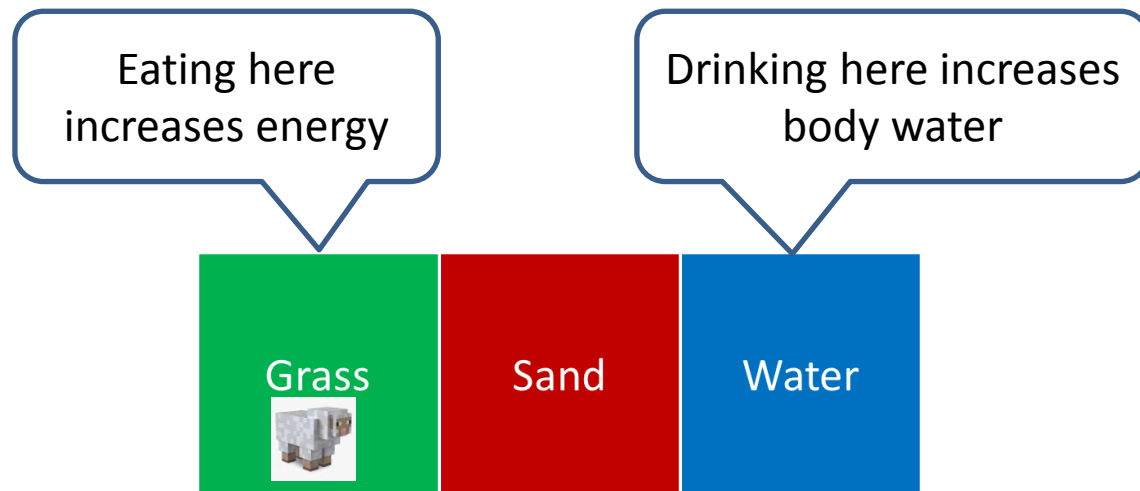 Eating here
increases energy
Drinking here increases
body water
Grass
Sand
Water